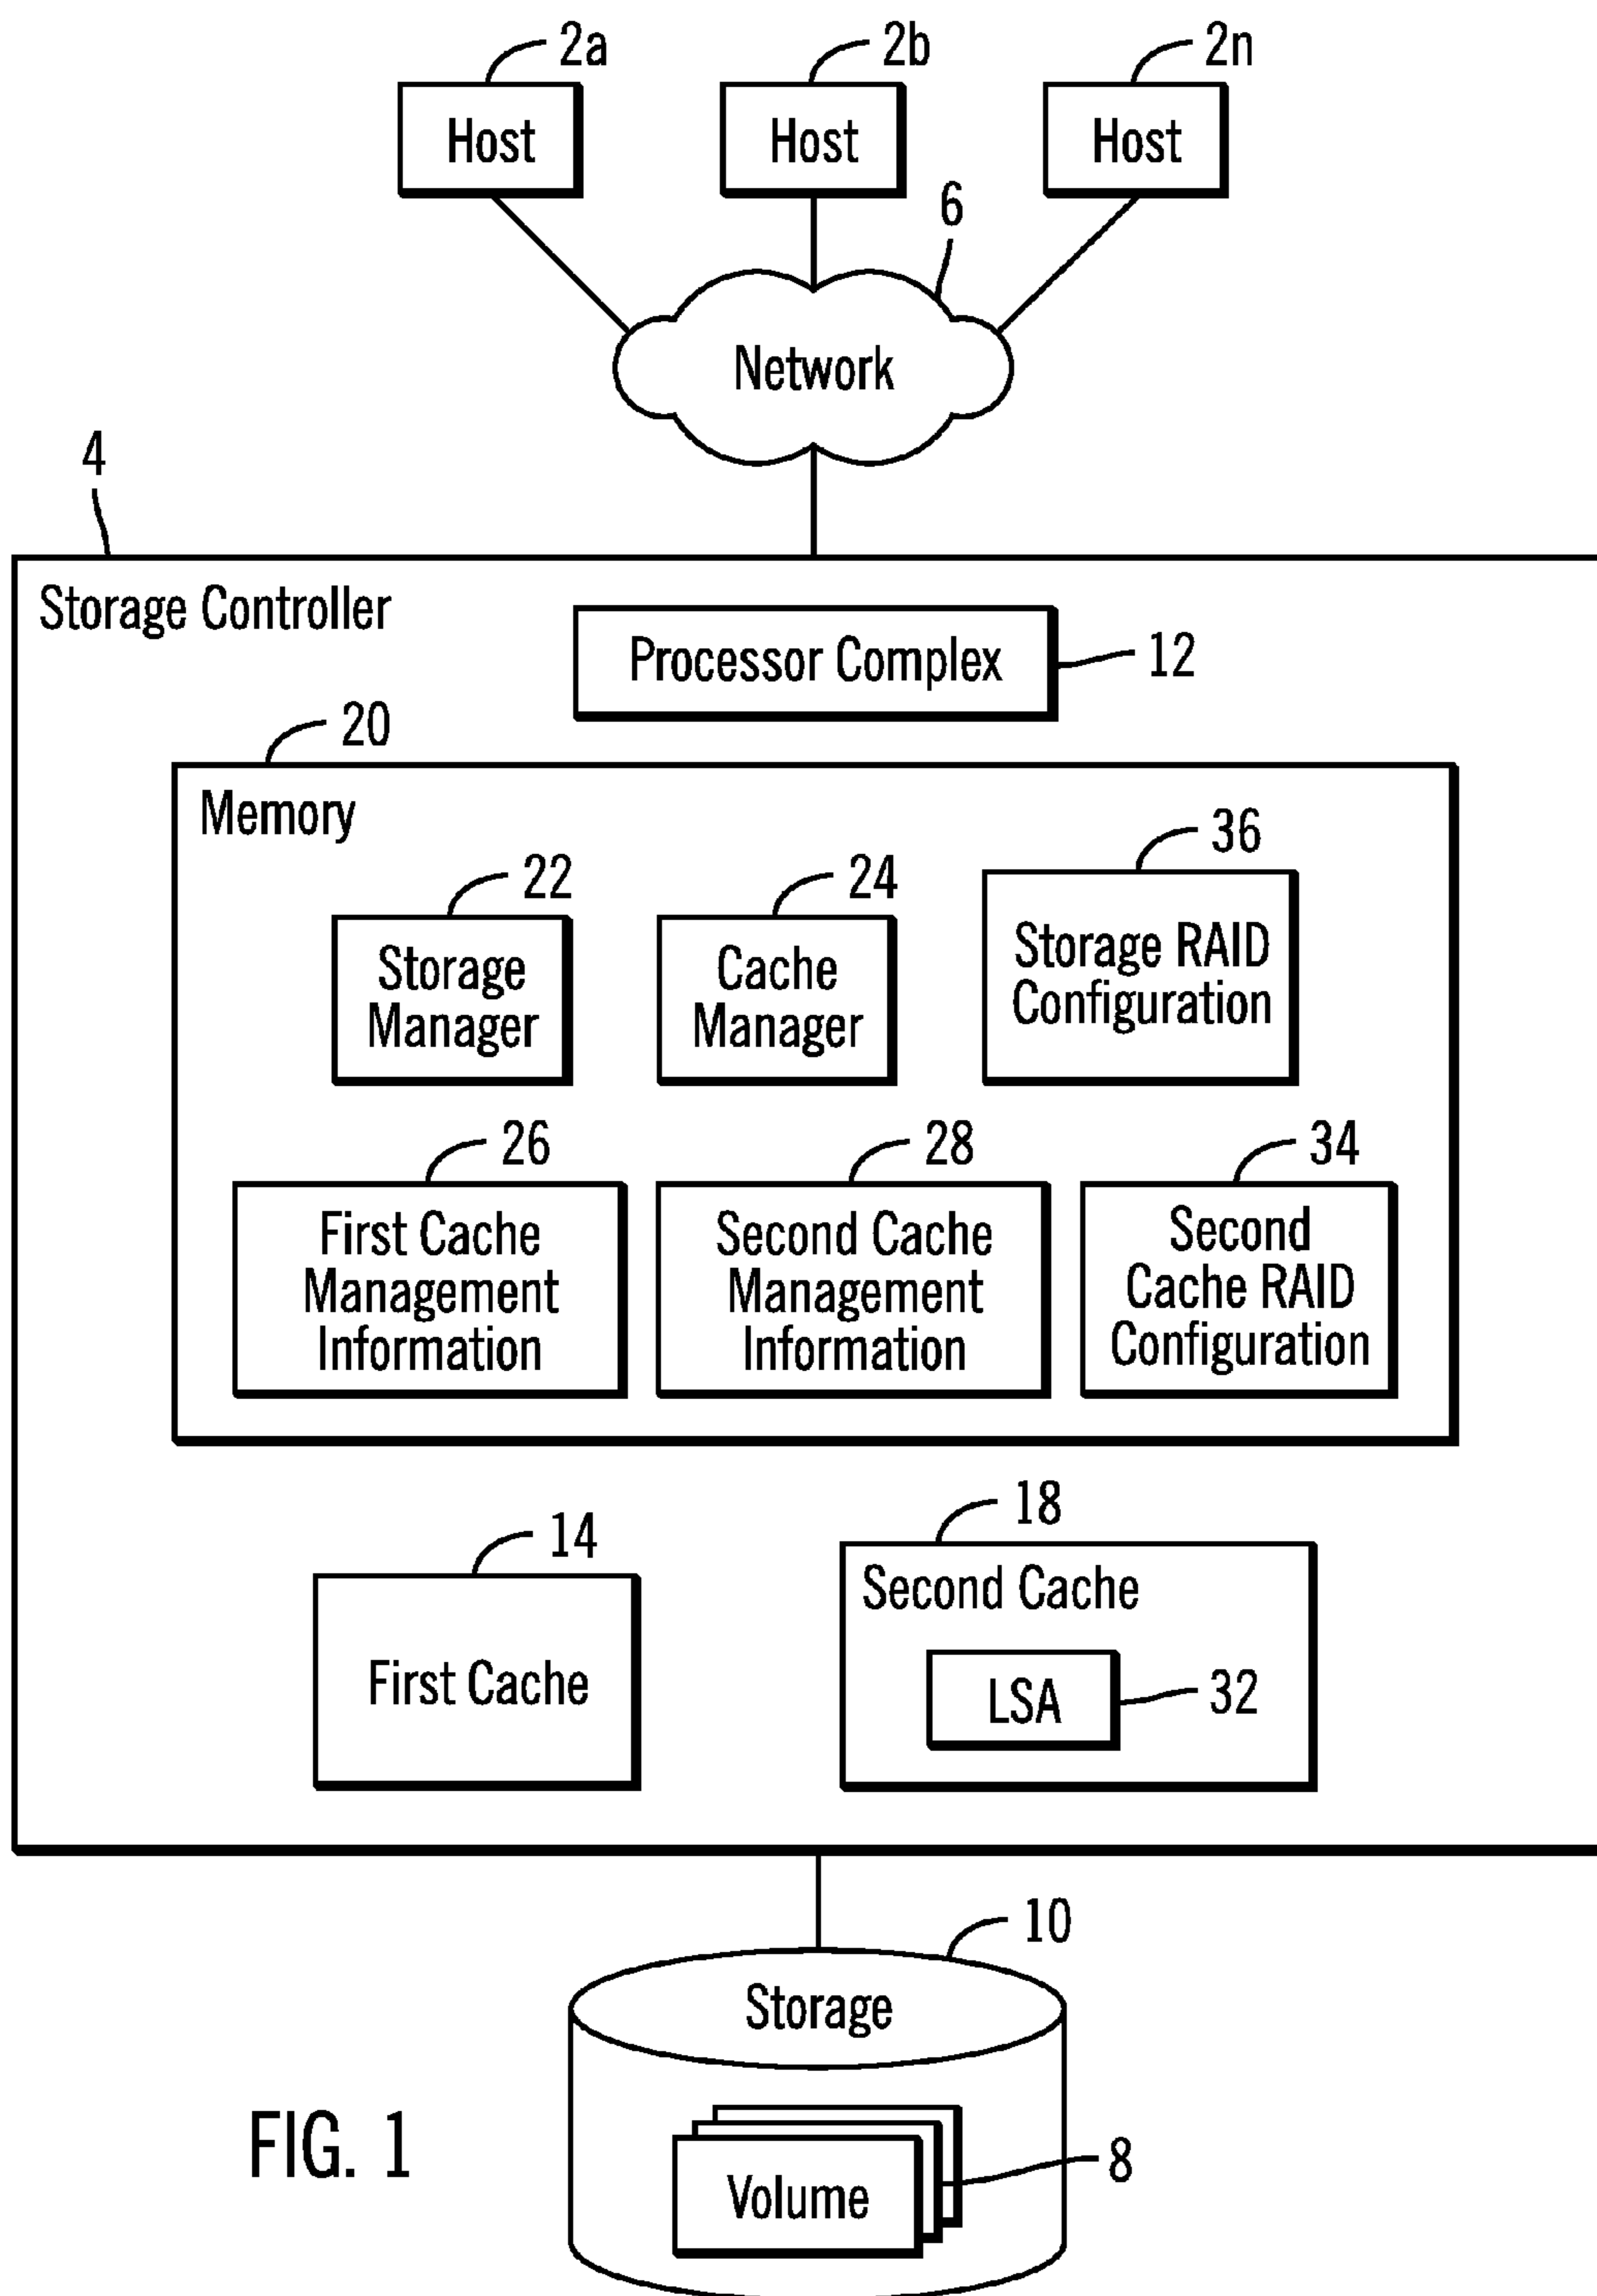 2a
2b
2n
Host
Host
Host
6
Network
4
Storage Controller
Processor Complex
12
20
Memory
22
24
36
Storage
Manager
Cache
Manager
Storage RAID
Configuration
26
28
34
First Cache
Management
Information
Second Cache
Management
Information
Second
Cache RAID
Configuration
14
18
First Cache
Second Cache
LSA
32
10
Storage
FIG. 1
Volume
8